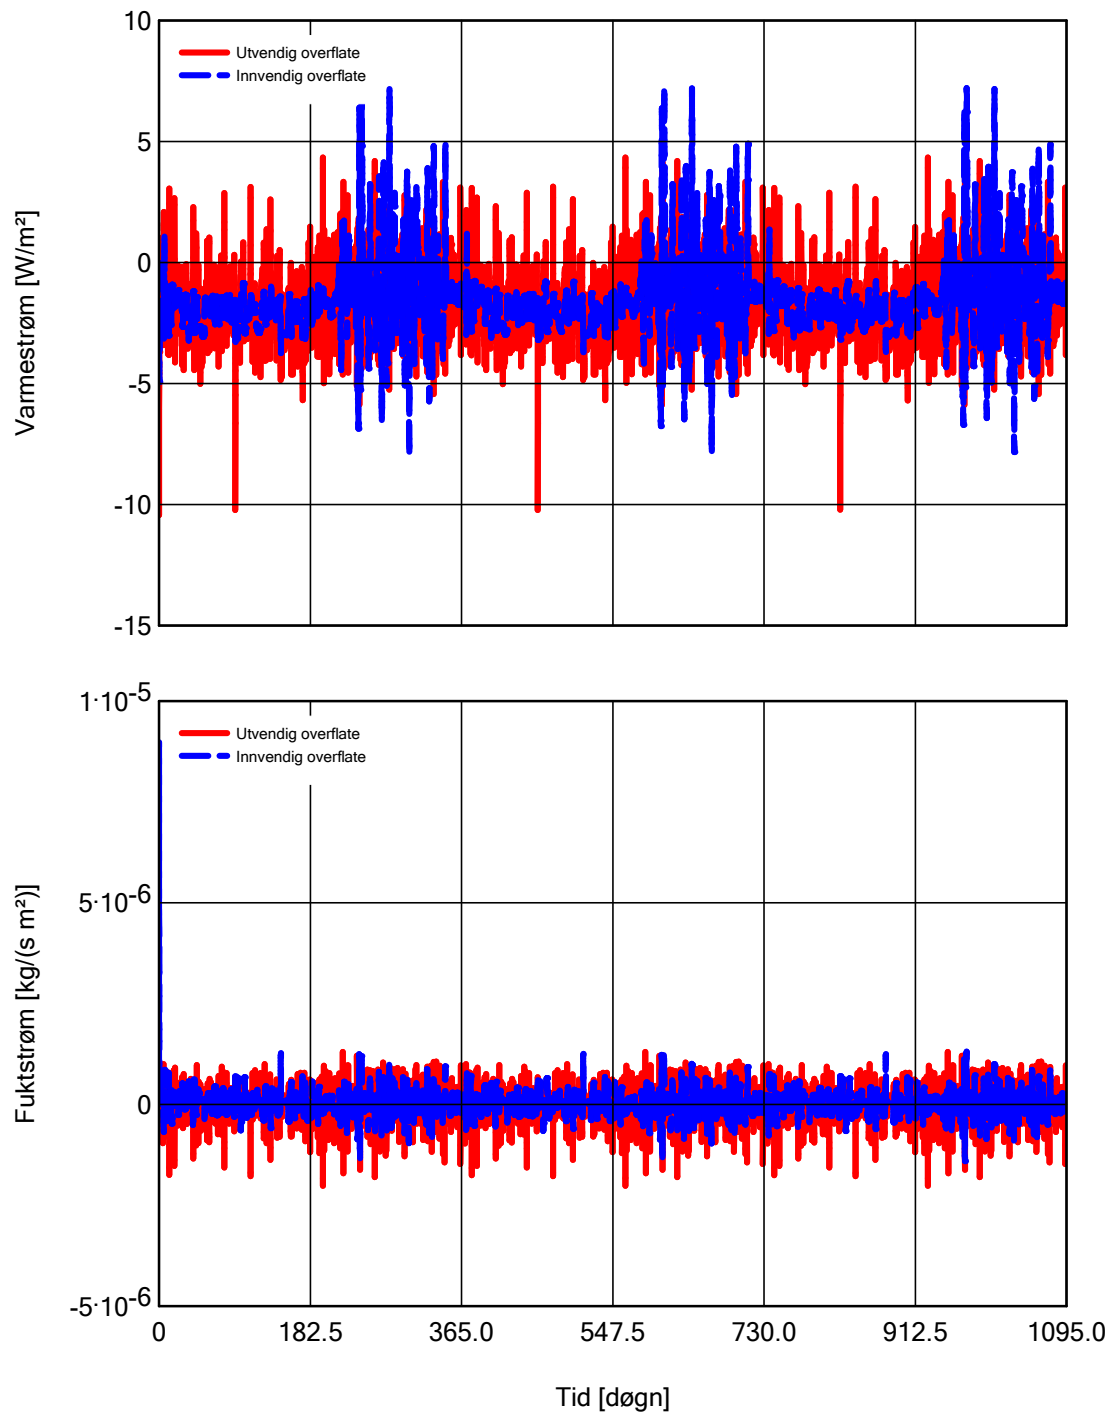 10
Utvendig overflate
Innvendig overflate
5
0
-5
-10
-15
Varmestrøm [W/m²]
1·10-5
Utvendig overflate
Innvendig overflate
5·10-6
0
-5·10-6
Fuktstrøm [kg/(s m²)]
0 182.5 365.0 547.5 730.0 912.5 1095.0
Tid [døgn]